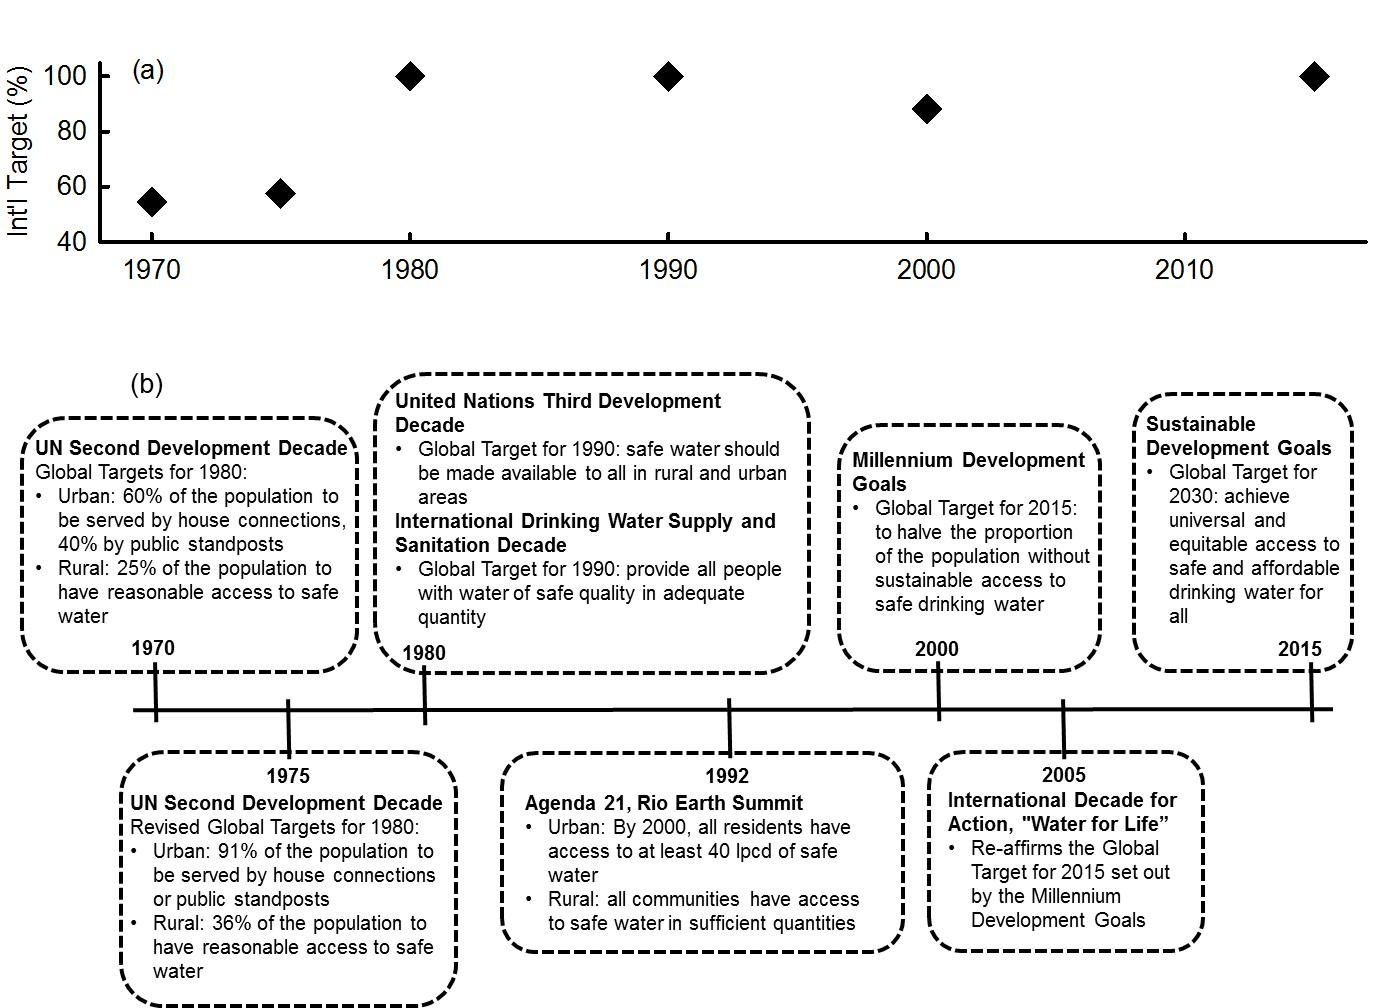 (a)
Int'l Target (%)
100
80
60
40
1970
1980
1990
2000
2010
(b)
UN Second Development Decade
Global Targets for 1980:
• Urban: 60% of the population to
be served by house connections,
40% by public standposts
• Rural: 25% of the population to
have reasonable access to safe
water
1970
United Nations Third Development
Decade
• Global Target for 1990: safe water should
be made available to all in rural and urban
areas
International Drinking Water Supply and
Sanitation Decade
• Global Target for 1990: provide all people
with water of safe quality in adequate
quantity
1980
Millennium Development
Goals
• Global Target for 2015:
to halve the proportion
of the population without
sustainable access to
safe drinking water
2000
Sustainable
Development Goals
• Global Target for
2030: achieve
universal and
equitable access to
safe and affordable
drinking water for
all
2015
1975
UN Second Development Decade
Revised Global Targets for 1980:
• Urban: 91% of the population to
be served by house connections
or public standposts
• Rural: 36% of the population to
have reasonable access to safe
water
1992
Agenda 21, Rio Earth Summit
• Urban: By 2000, all residents have
access to at least 40 lpcd of safe
water
• Rural: all communities have access
to safe water in sufficient quantities
2005
International Decade for
Action, "Water for Life”
• Re-affirms the Global
Target for 2015 set out
by the Millennium
Development Goals